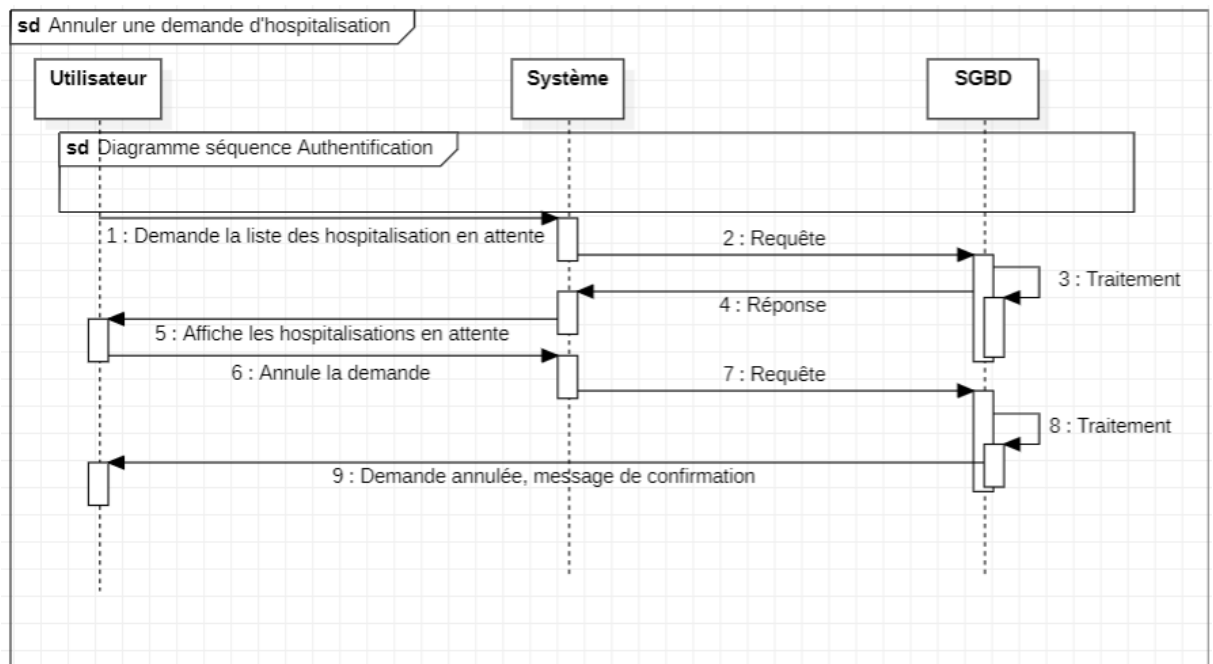 sd Annuler une demande d'hospitalisation
Utilisateur
Système
SGBD
sd Diagramme séquence Authentification
1 : Demande la liste des hospitalisation en attente
2 : Requête
3 : Traitement
4 : Réponse
5 : Affiche les hospitalisations en attente
6 : Annule la demande
7 : Requête
8 : Traitement
9 : Demande annulée, message de confirmation